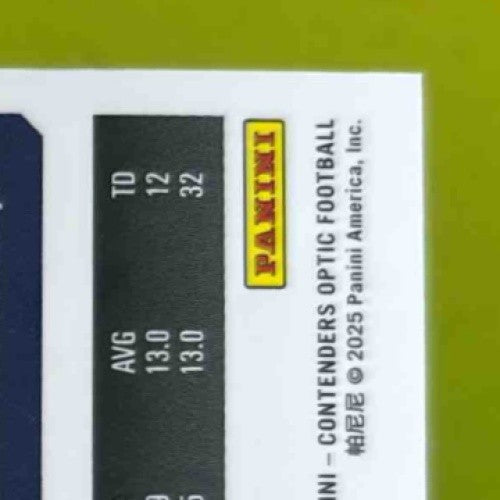 AVG TD
13.0 12
13.0 32
PANINI
– CONTENDERS OPTIC FOOTBALL
帕尼尼 © 2025 Panini America, Inc.